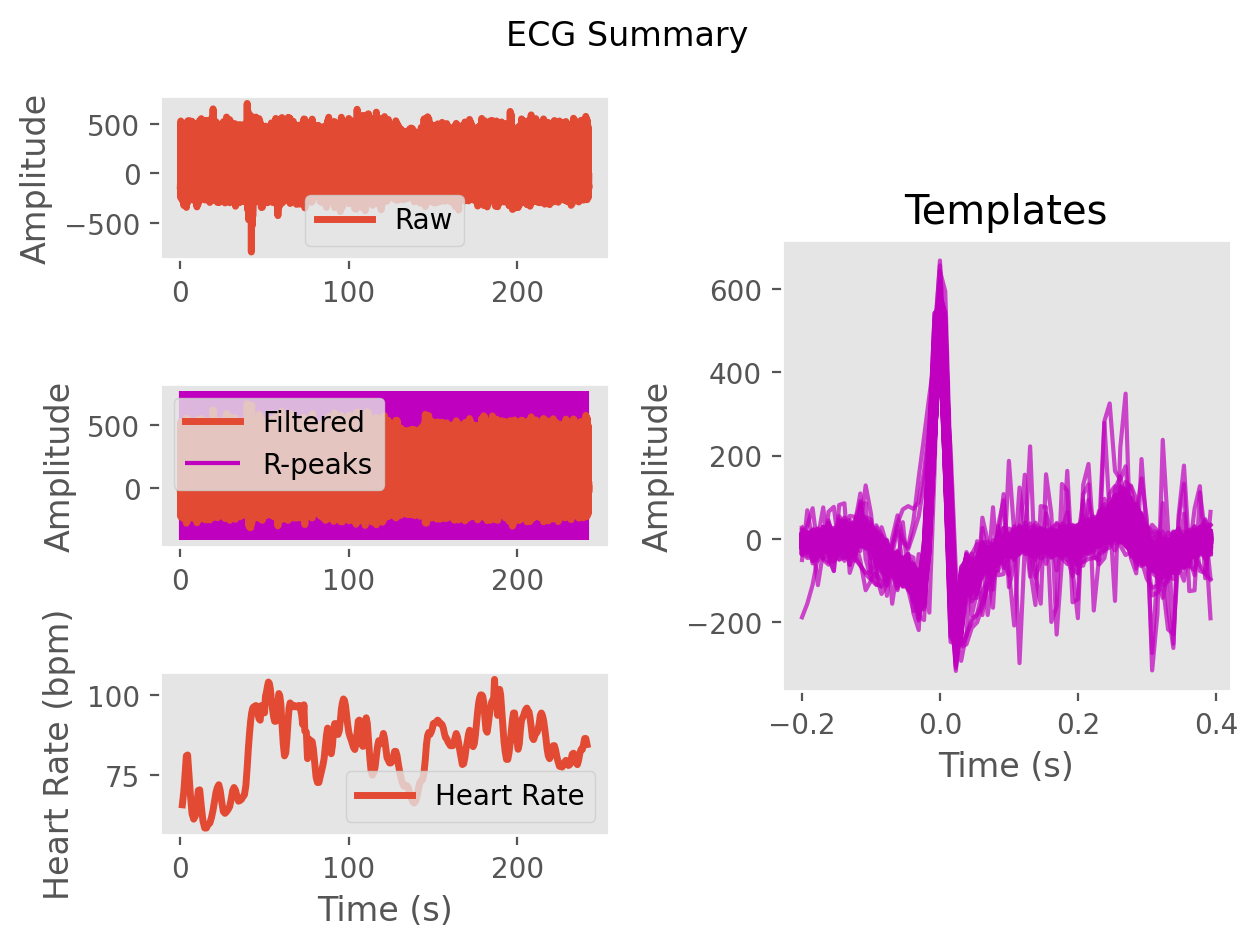 ECG Summary
Amplitude
500
0
−500
Raw
0 100 200
Amplitude
500
0
Filtered
R-peaks
0 100 200
Heart Rate (bpm)
100
75
Heart Rate
0 100 200
Time (s)
Templates
Amplitude
600
400
200
0
−200
−0.2 0.0 0.2 0.4
Time (s)